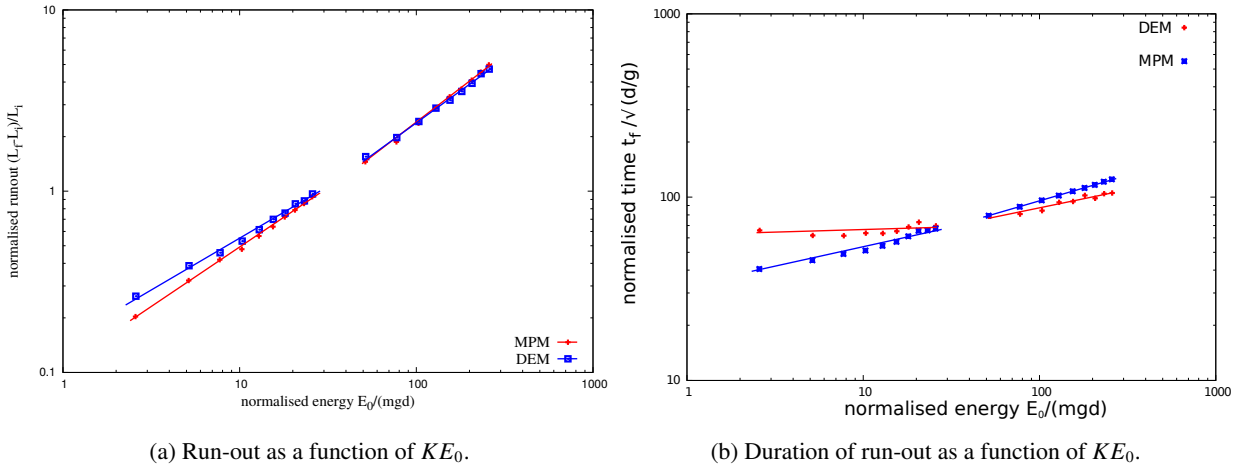 10
1
0.1
normalised runout (L_f-L_i)/L_i
MPM
DEM
1
10
100
1000
normalised energy E_0/(mgd)
(a) Run-out as a function of KE_0.
1000
100
10
normalised time t_f /√ (d/g)
DEM
MPM
1
10
100
1000
normalised energy E_0/(mgd)
(b) Duration of run-out as a function of KE_0.